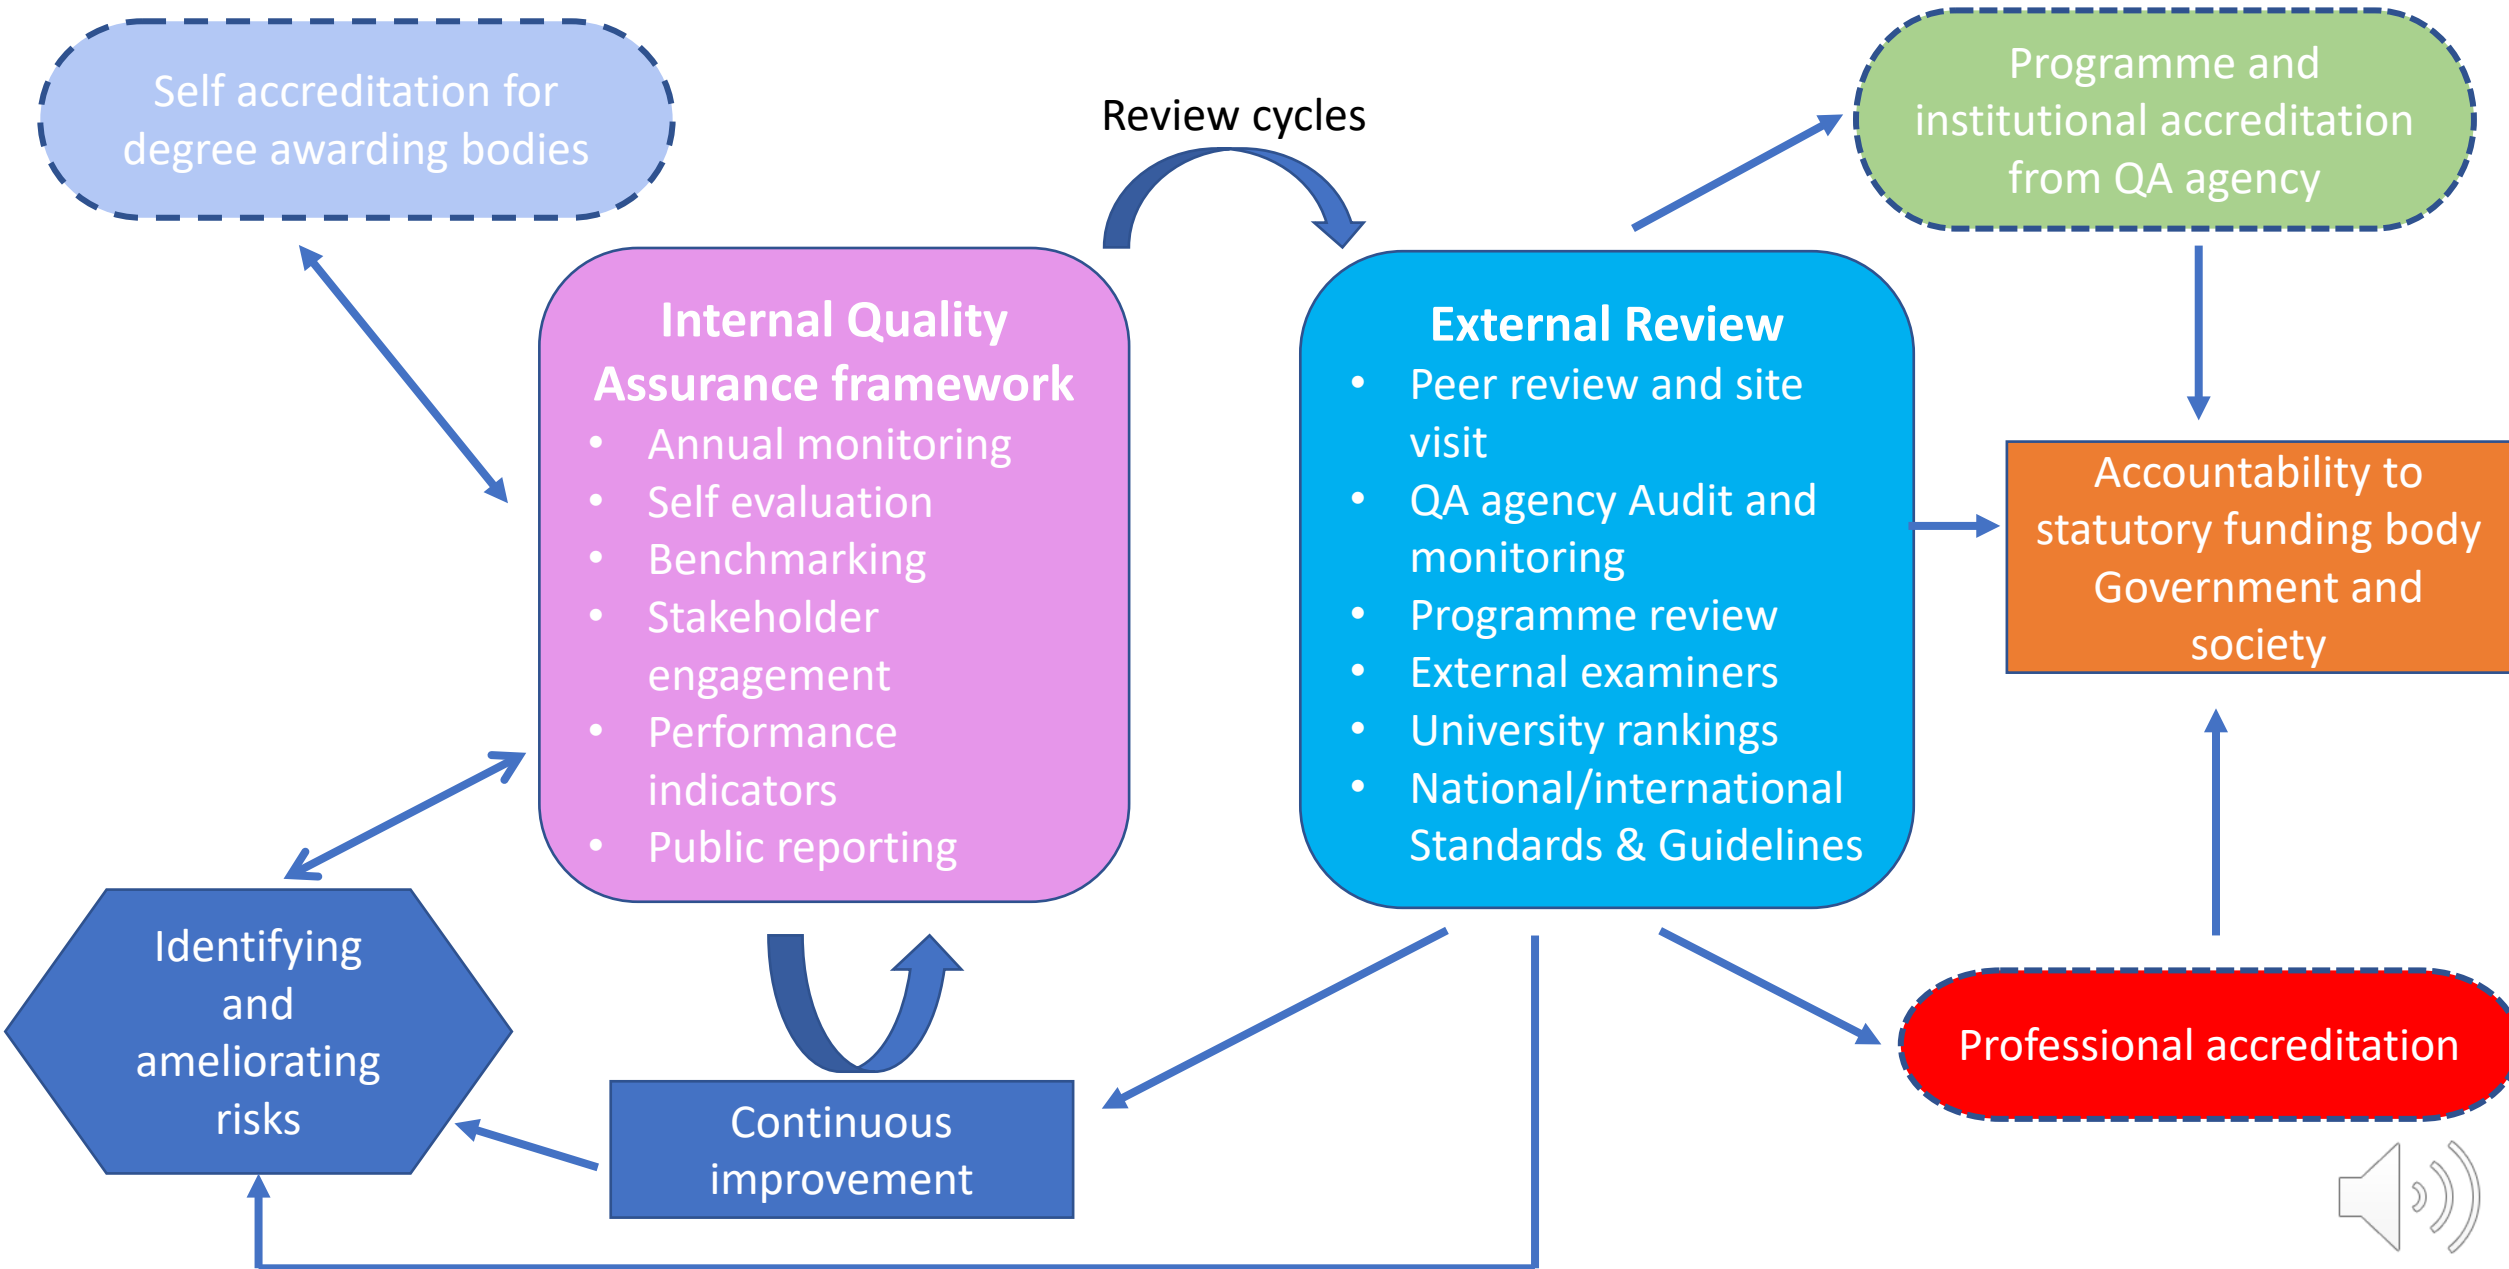 Self accreditation for
degree awarding bodies
Review cycles
Programme and
institutional accreditation
from QA agency
Internal Quality
Assurance framework
• Annual monitoring
• Self evaluation
• Benchmarking
• Stakeholder
engagement
• Performance
indicators
• Public reporting
External Review
• Peer review and site
visit
• QA agency Audit and
monitoring
• Programme review
• External examiners
• University rankings
• National/international
Standards & Guidelines
Accountability to
statutory funding body
Government and
society
Identifying
and
ameliorating
risks
Continuous
improvement
Professional accreditation